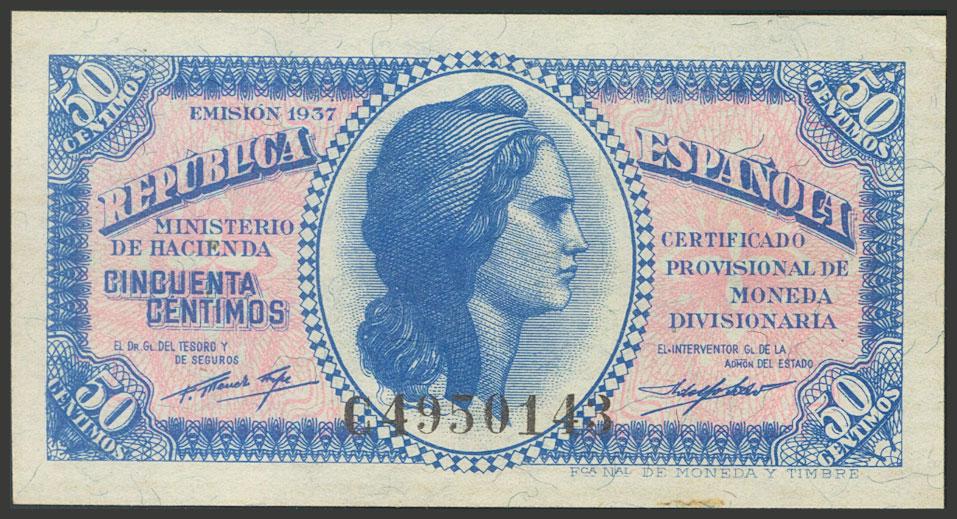 50
CENTIMOS
50
CENTIMOS
EMISIÓN 1937
REPÚBLICA
ESPAÑOLA
MINISTERIO
DE HACIENDA
CINCUENTA
CÉNTIMOS
CERTIFICADO
PROVISIONAL DE
MONEDA
DIVISIONARIA
EL DR. GL. DEL TESORO Y
DE SEGUROS
EL INTERVENTOR GL. DE LA
ADMÓN DEL ESTADO
C4950143
50
CENTIMOS
50
CENTIMOS
FCA NAL DE MONEDA Y TIMBRE